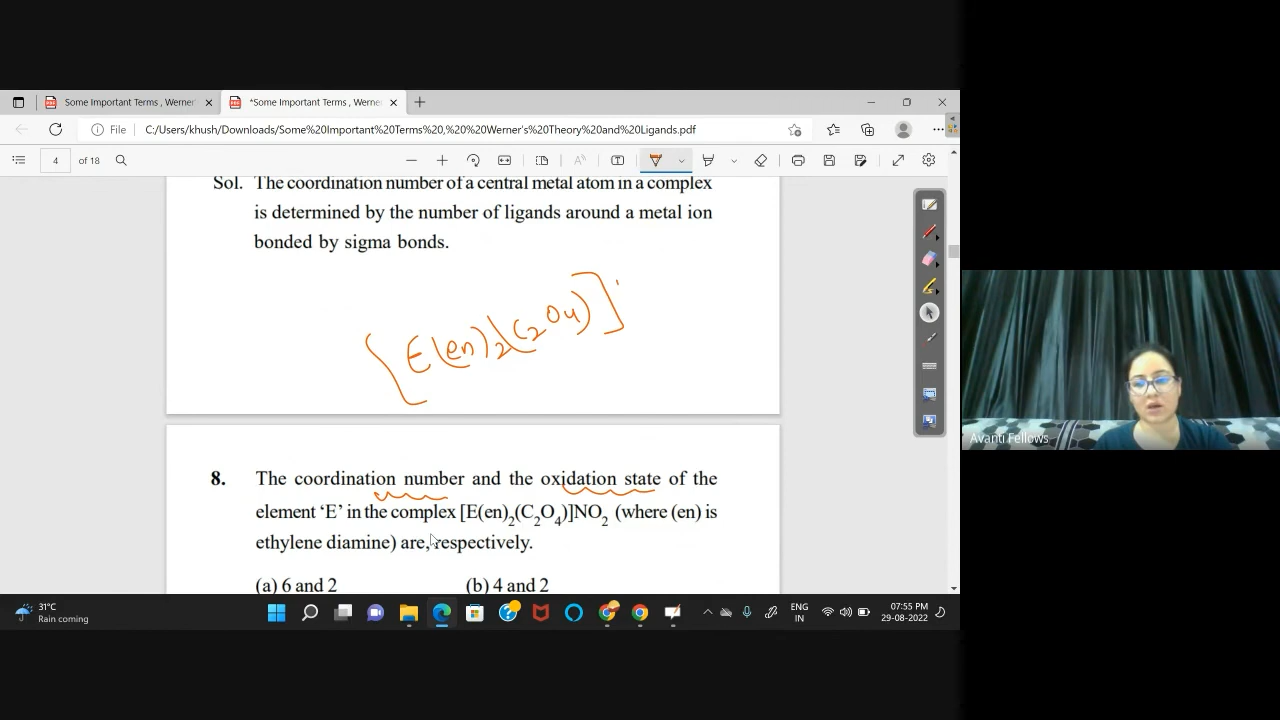 Some Important Terms , Werner'
*Some Important Terms , Werne
File
C:/Users/khush/Downloads/Some%20Important%20Terms%20,%20%20Werner's%20Theory%20and%20Ligands.pdf
4 of 18
Sol. The coordination number of a central metal atom in a complex
is determined by the number of ligands around a metal ion
bonded by sigma bonds.
[E(en)₂(C₂O₄)]
8. The coordination number and the oxidation state of the
element ‘E’ in the complex [E(en)₂(C₂O₄)]NO₂ (where (en) is
ethylene diamine) are, respectively.
(a) 6 and 2 (b) 4 and 2
Avanti Fellows
31°C
Rain coming
ENG
IN
07:55 PM
29-08-2022